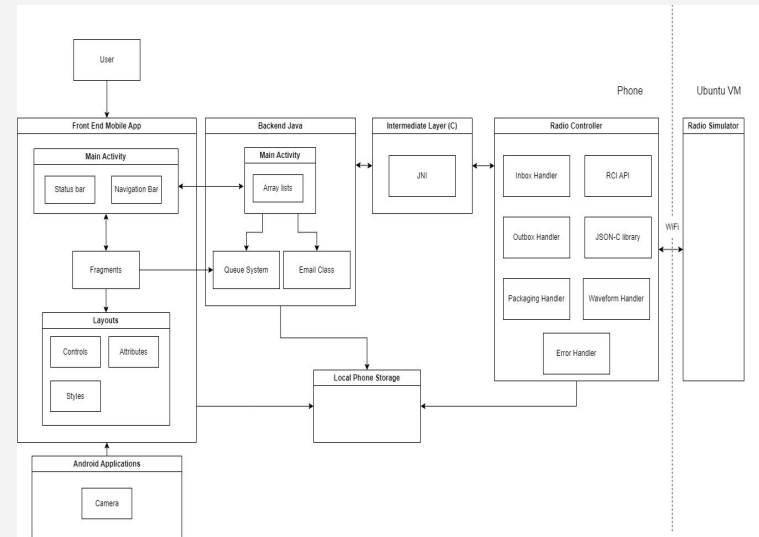 User
Phone
Ubuntu VM
Front End Mobile App
Main Activity
Status bar
Navigation Bar
Fragments
Layouts
Controls
Attributes
Styles
Android Applications
Camera
Backend Java
Main Activity
Array lists
Queue System
Email Class
Intermediate Layer (C)
JNI
Local Phone Storage
Radio Controller
Inbox Handler
RCI API
Outbox Handler
JSON-C library
Packaging Handler
Waveform Handler
Error Handler
WiFi
Radio Simulator